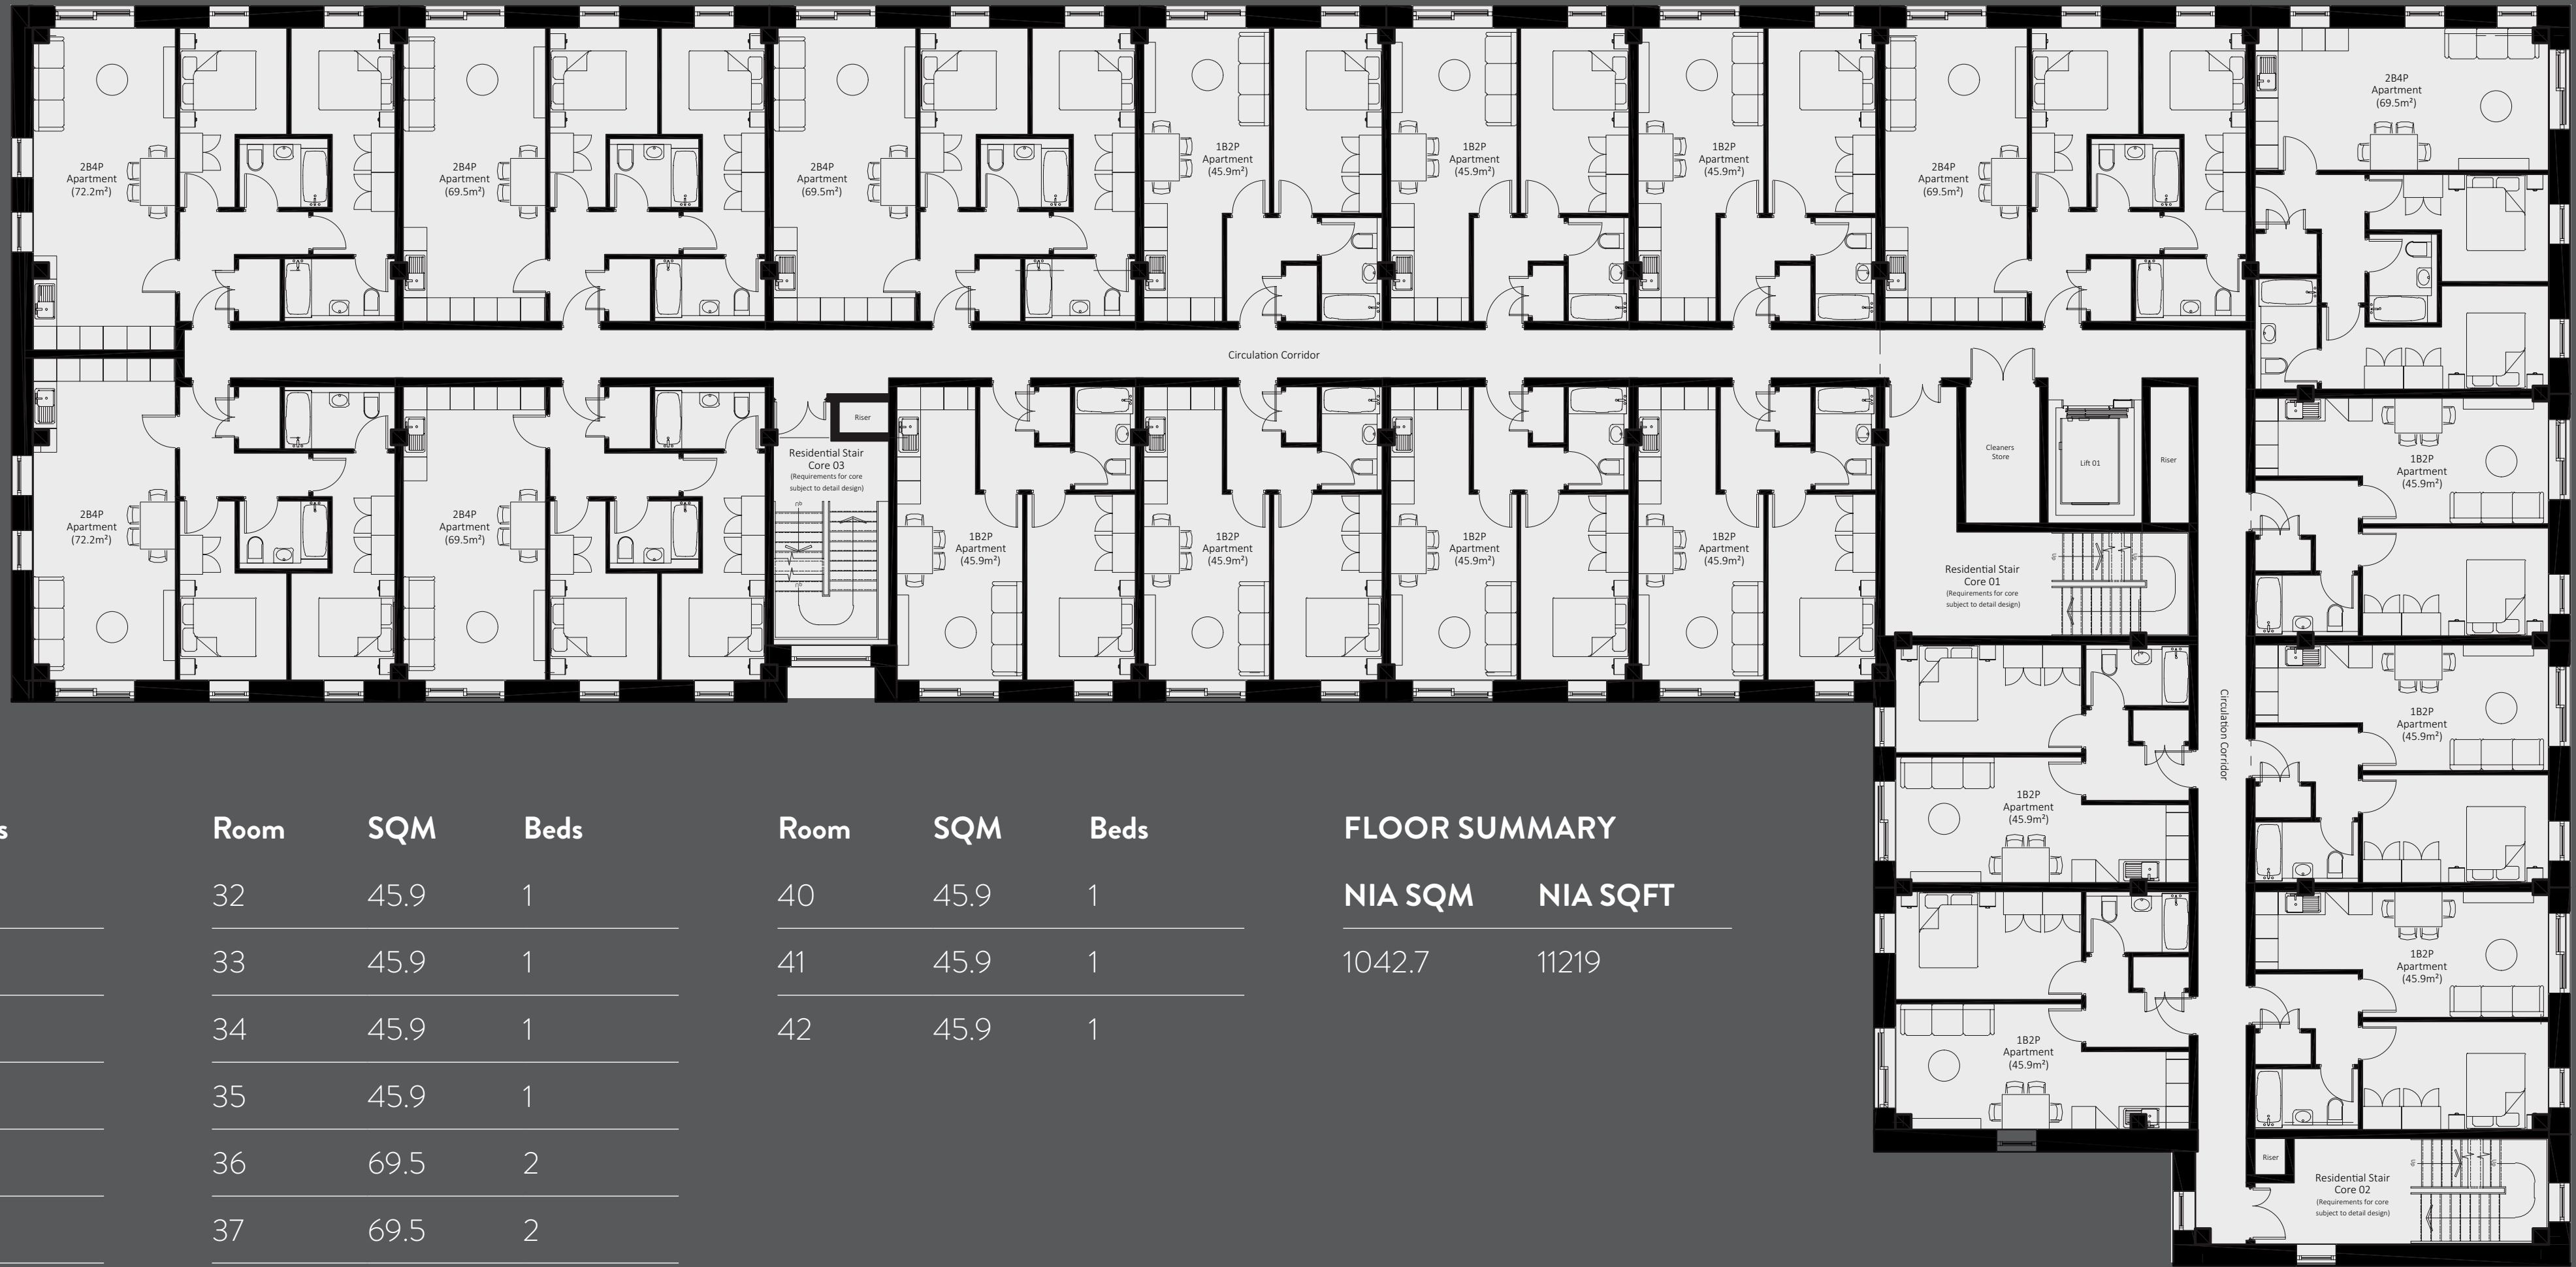 2B4P
Apartment
(72.2m²)
2B4P
Apartment
(69.5m²)
2B4P
Apartment
(69.5m²)
1B2P
Apartment
(45.9m²)
1B2P
Apartment
(45.9m²)
1B2P
Apartment
(45.9m²)
2B4P
Apartment
(69.5m²)
2B4P
Apartment
(69.5m²)
Circulation Corridor
2B4P
Apartment
(72.2m²)
2B4P
Apartment
(69.5m²)
Riser
Residential Stair
Core 03
(Requirements for core
subject to detail design)
1B2P
Apartment
(45.9m²)
1B2P
Apartment
(45.9m²)
1B2P
Apartment
(45.9m²)
1B2P
Apartment
(45.9m²)
Cleaners
Store
Lift 01
Riser
Residential Stair
Core 01
(Requirements for core
subject to detail design)
1B2P
Apartment
(45.9m²)
1B2P
Apartment
(45.9m²)
1B2P
Apartment
(45.9m²)
Circulation Corridor
1B2P
Apartment
(45.9m²)
1B2P
Apartment
(45.9m²)
Riser
Residential Stair
Core 02
(Requirements for core
subject to detail design)
s
Room SQM Beds
32 45.9 1
33 45.9 1
34 45.9 1
35 45.9 1
36 69.5 2
37 69.5 2
Room SQM Beds
40 45.9 1
41 45.9 1
42 45.9 1
FLOOR SUMMARY
NIA SQM NIA SQFT
1042.7 11219